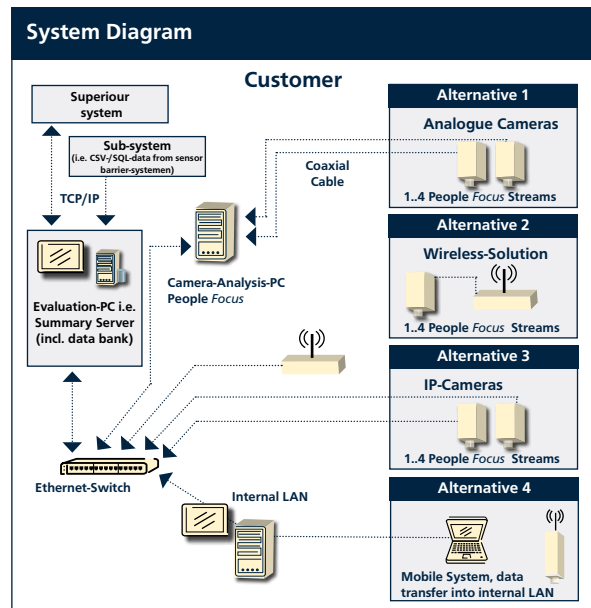 System Diagram
Customer
Superiour
system
Sub-system
(i.e. CSV-/SQL-data from sensor
barrier-systemen)
TCP/IP
Evaluation-PC i.e.
Summary Server
(incl. data bank)
Camera-Analysis-PC
People Focus
Coaxial
Cable
Alternative 1
Analogue Cameras
1..4 People Focus Streams
Alternative 2
Wireless-Solution
1..4 People Focus Streams
Alternative 3
IP-Cameras
1..4 People Focus Streams
Ethernet-Switch
Internal LAN
Alternative 4
Mobile System, data
transfer into internal LAN